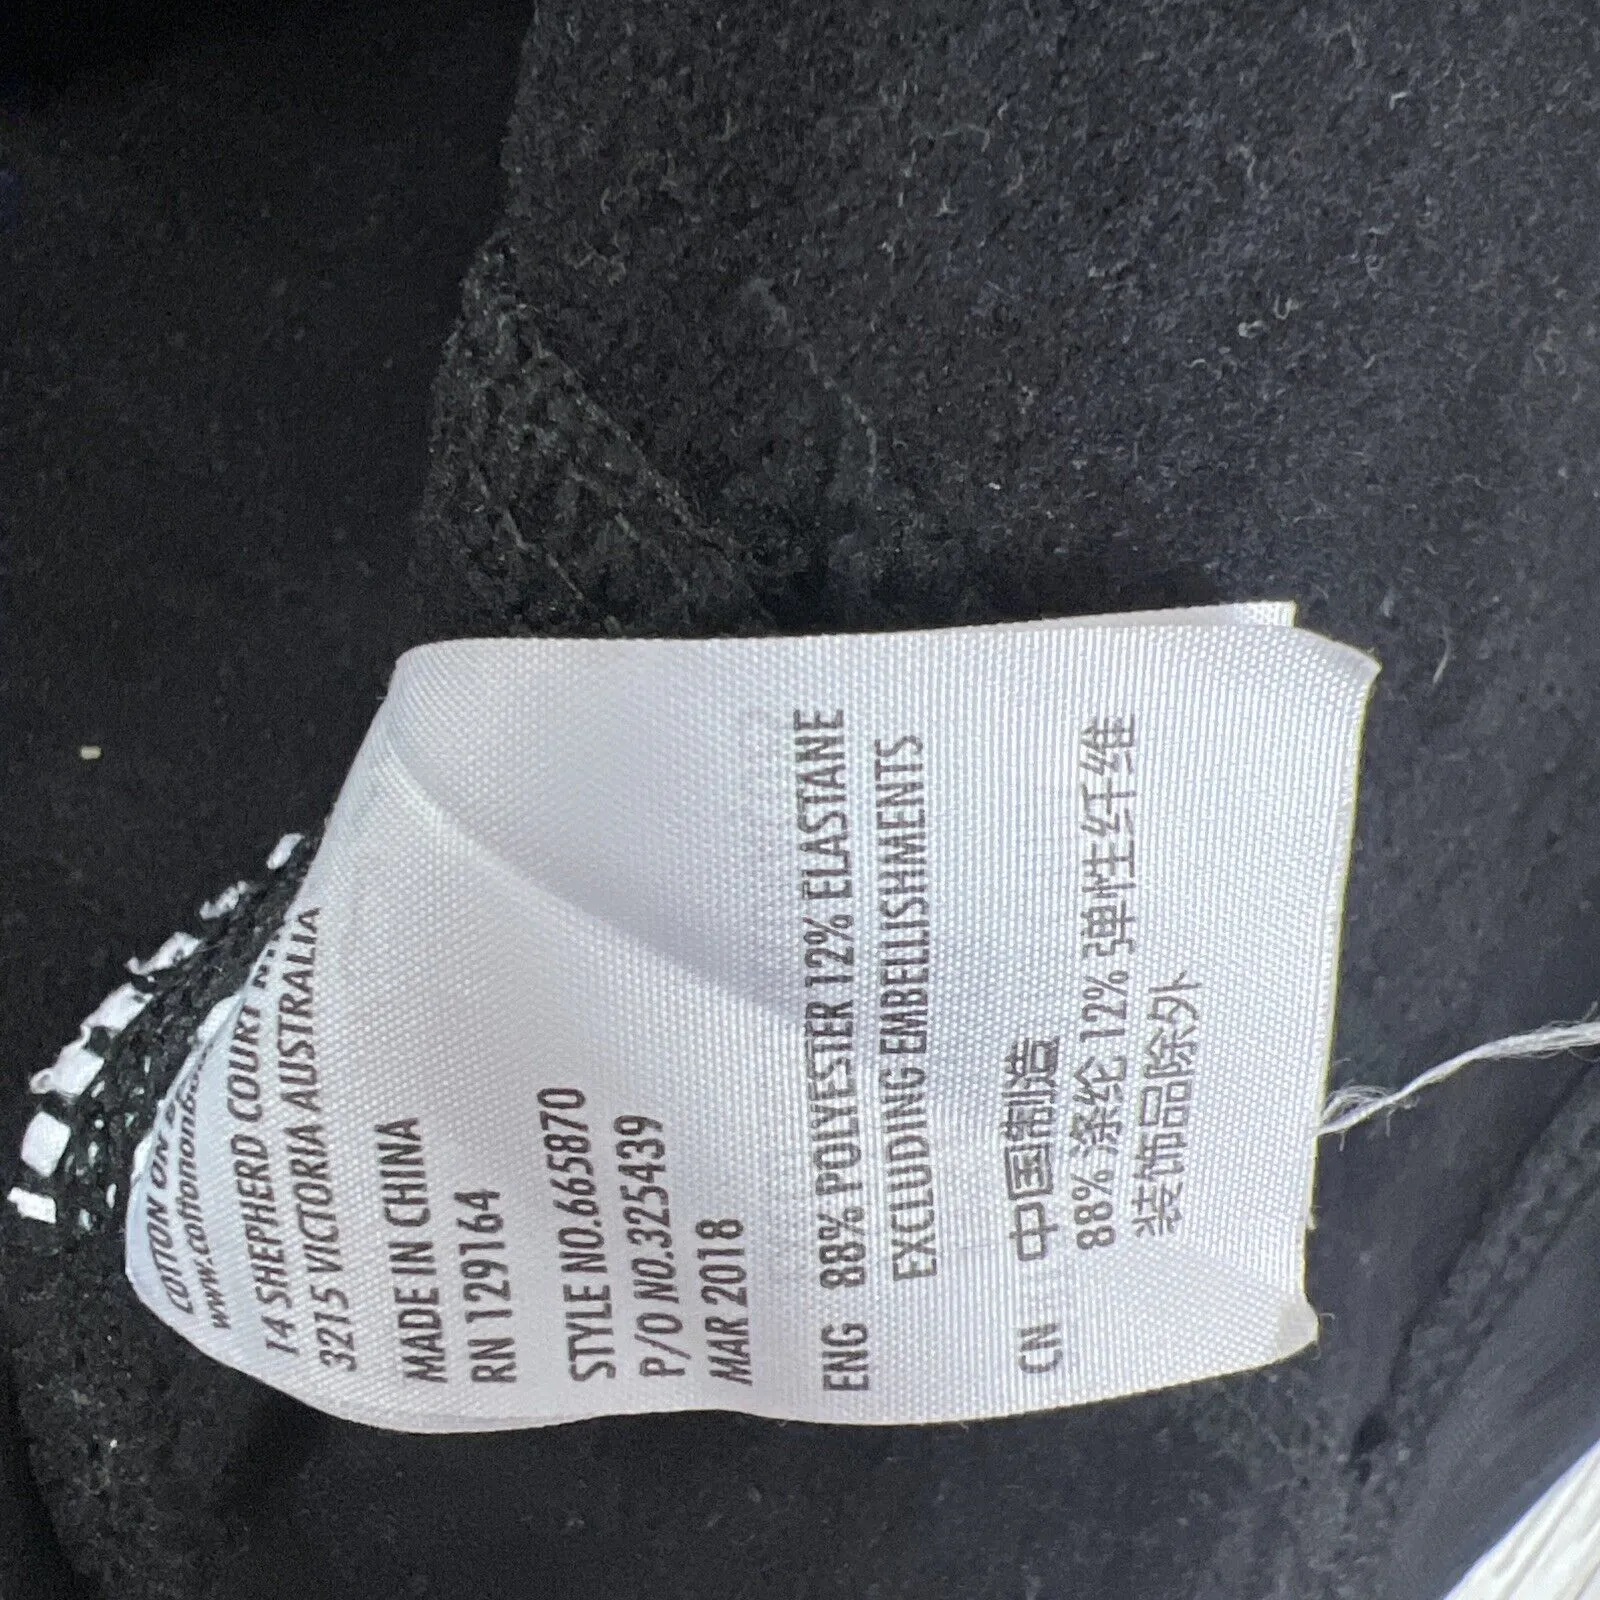 COTTON ON
www.cottononbo
14 SHEPHERD COURT
3215 VICTORIA AUSTRALIA
MADE IN CHINA
RN 129164
STYLE NO.665870
P/O NO.325439
MAR 2018
ENG 88% POLYESTER 12% ELASTANE
EXCLUDING EMBELLISHMENTS
CN 中国制造
88% 涤纶 12% 弹性纤维
装饰品除外